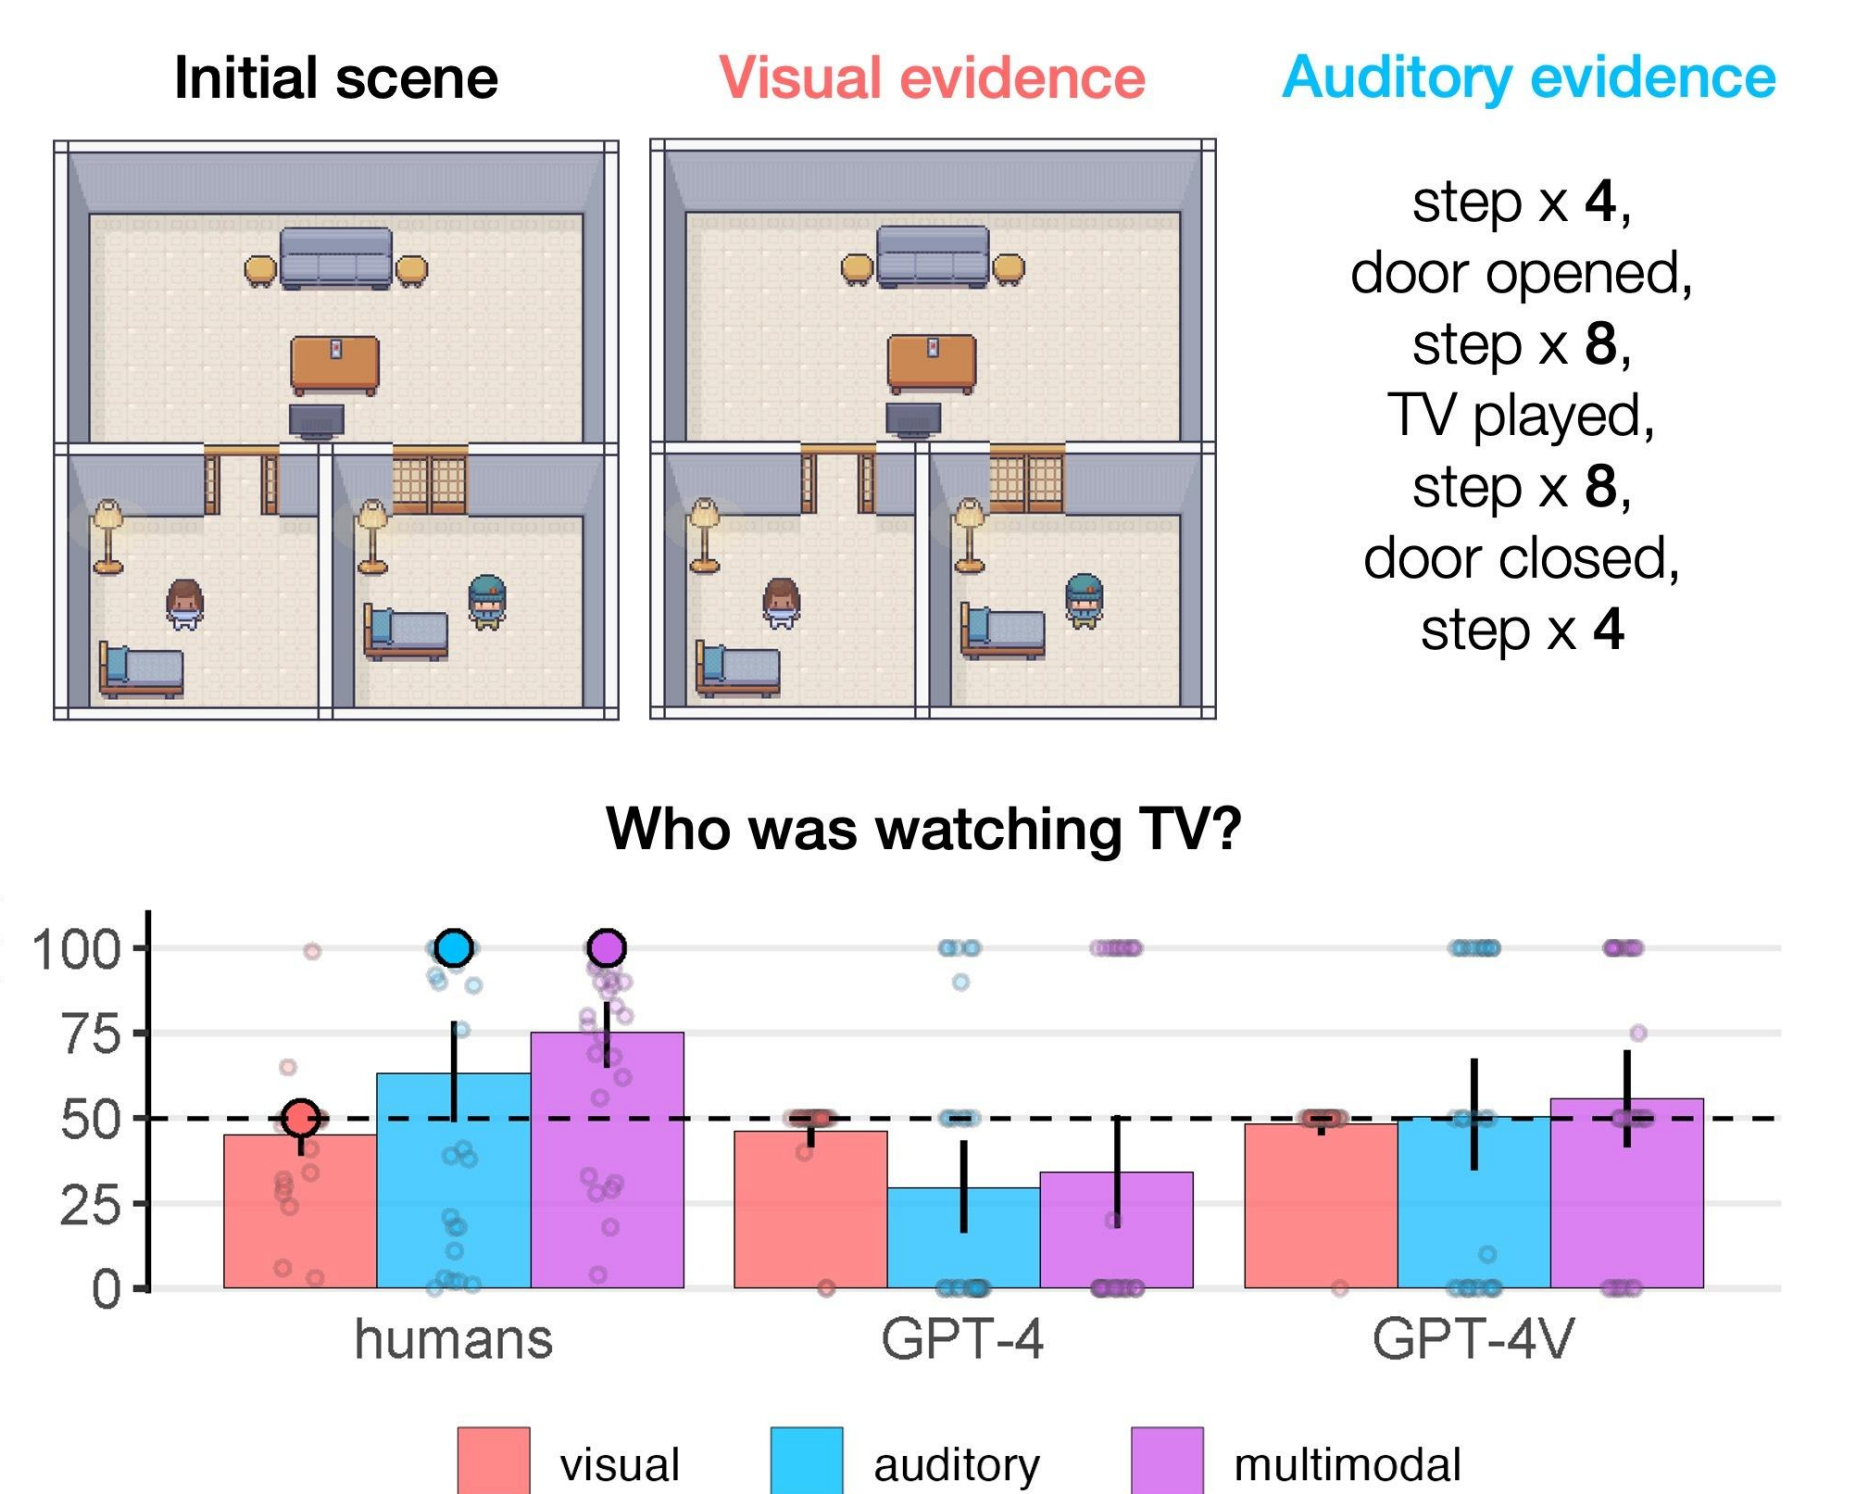 Initial scene
Visual evidence
Auditory evidence
step x 4,
door opened,
step x 8,
TV played,
step x 8,
door closed,
step x 4
Who was watching TV?
100
75
50
25
0
humans
GPT-4
GPT-4V
visual
auditory
multimodal